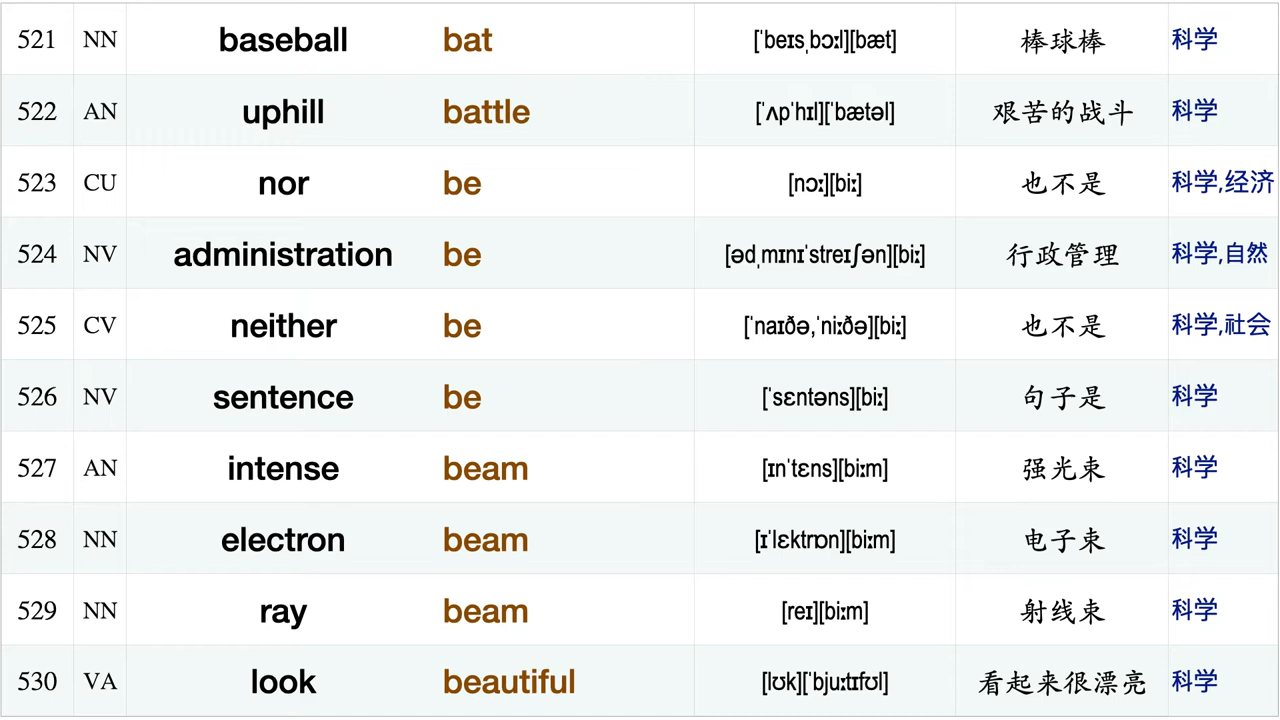 521 NN baseball bat [ˈbeɪsˌbɔːl][bæt] 棒球棒 科学
522 AN uphill battle [ˈʌpˈhɪl][ˈbætəl] 艰苦的战斗 科学
523 CU nor be [nɔː][biː] 也不是 科学,经济
524 NV administration be [ədˌmɪnɪˈstreɪʃən][biː] 行政管理 科学,自然
525 CV neither be [ˈnaɪðə,ˈniːðə][biː] 也不是 科学,社会
526 NV sentence be [ˈsɛntəns][biː] 句子是 科学
527 AN intense beam [ɪnˈtɛns][biːm] 强光束 科学
528 NN electron beam [ɪˈlɛktrɒn][biːm] 电子束 科学
529 NN ray beam [reɪ][biːm] 射线束 科学
530 VA look beautiful [lʊk][ˈbjuːtɪfʊl] 看起来很漂亮 科学